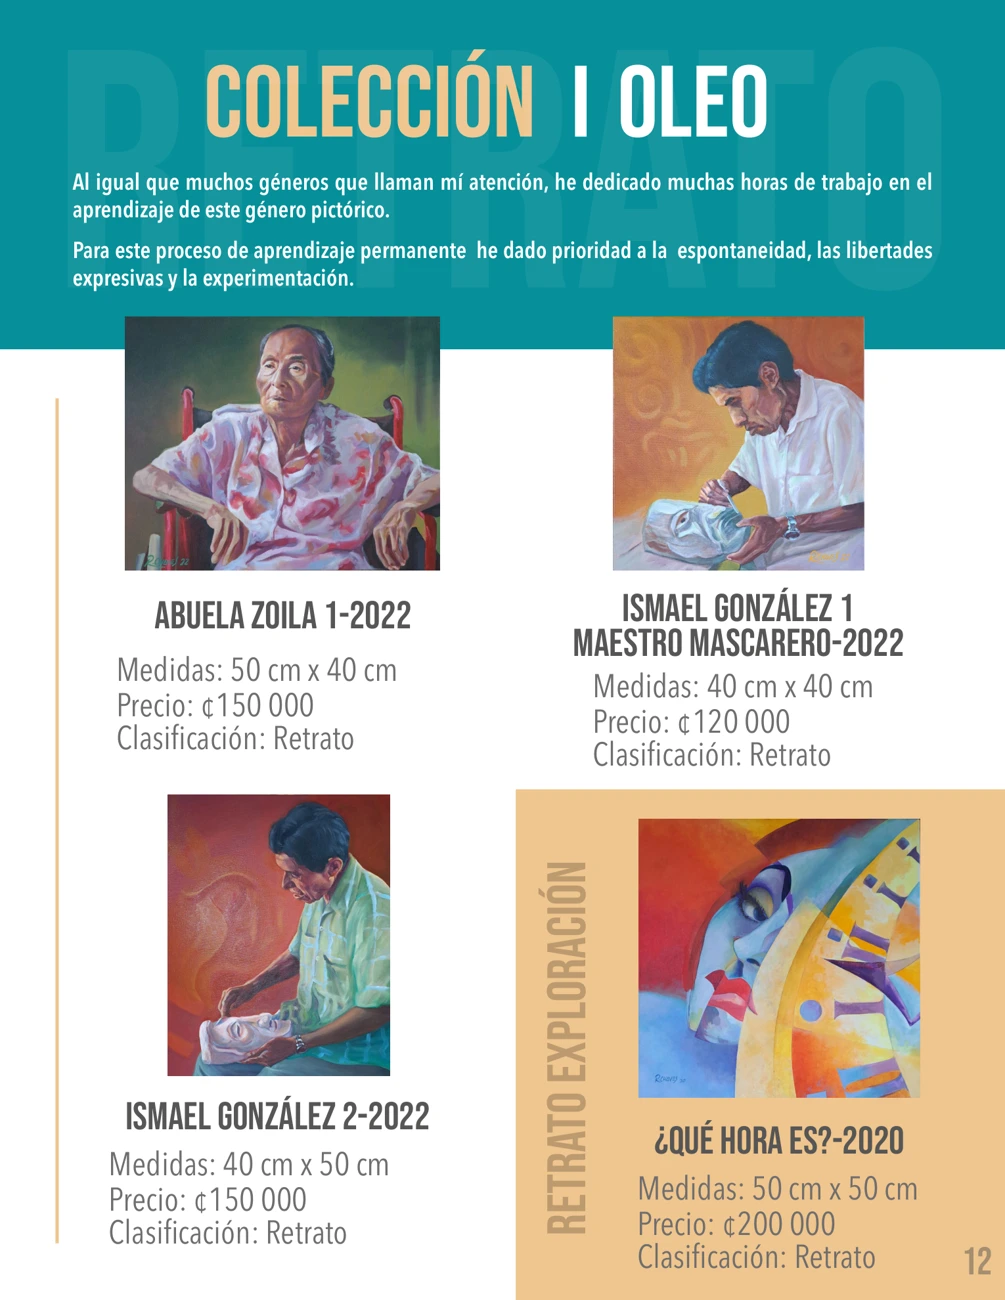 RETRATO
COLECCIÓN I OLEO
Al igual que muchos géneros que llaman mí atención, he dedicado muchas horas de trabajo en el
aprendizaje de este género pictórico.
Para este proceso de aprendizaje permanente he dado prioridad a la espontaneidad, las libertades
expresivas y la experimentación.
ABUELA ZOILA 1-2022
Medidas: 50 cm x 40 cm
Precio: ¢150 000
Clasificación: Retrato
ISMAEL GONZÁLEZ 1
MAESTRO MASCARERO-2022
Medidas: 40 cm x 40 cm
Precio: ¢120 000
Clasificación: Retrato
ISMAEL GONZÁLEZ 2-2022
Medidas: 40 cm x 50 cm
Precio: ¢150 000
Clasificación: Retrato
RETRATO EXPLORACIÓN
¿QUÉ HORA ES?-2020
Medidas: 50 cm x 50 cm
Precio: ¢200 000
Clasificación: Retrato
12